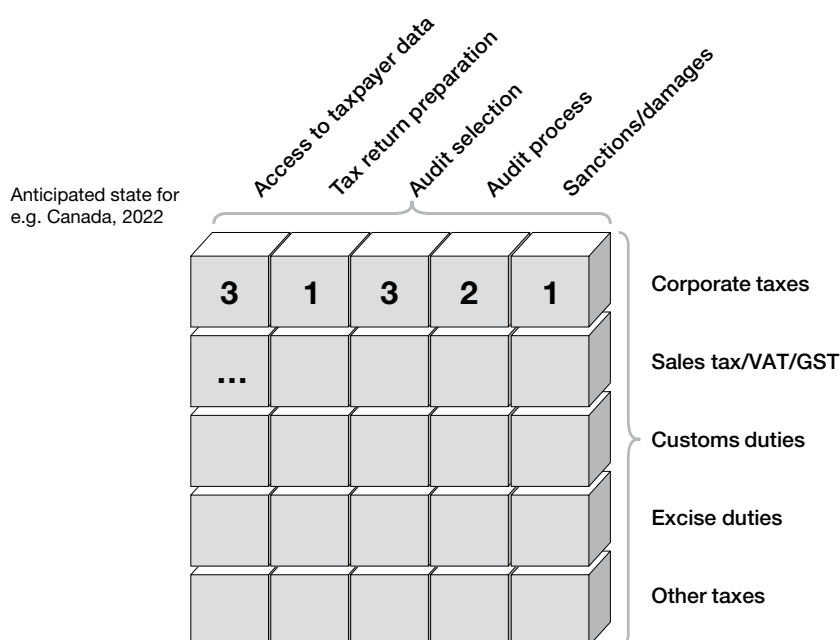 Access to taxpayer data
Tax return preparation
Audit selection
Audit process
Sanctions/damages
Anticipated state for
e.g. Canada, 2022
3 1 3 2 1
Corporate taxes
...
Sales tax/VAT/GST
Customs duties
Excise duties
Other taxes